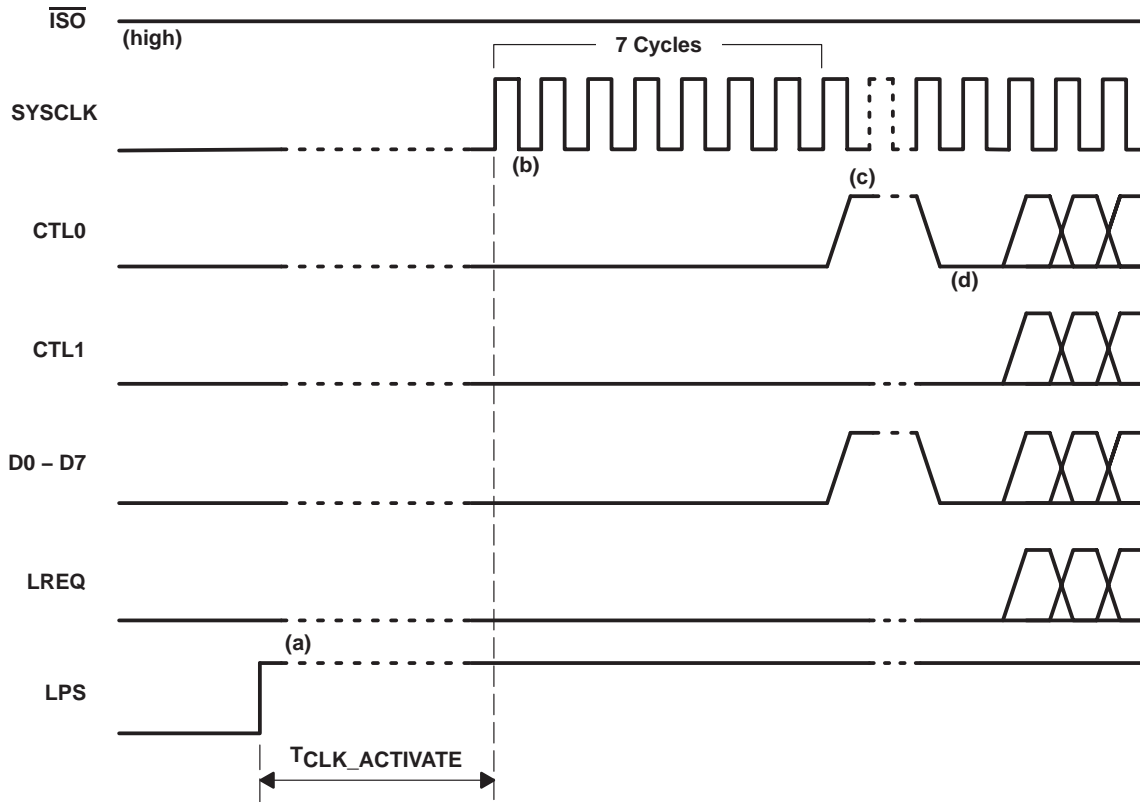 ISO
(high)
7 Cycles
SYSCLK
(b)
(c)
CTL0
(d)
CTL1
D0 – D7
LREQ
(a)
LPS
TCLK_ACTIVATE